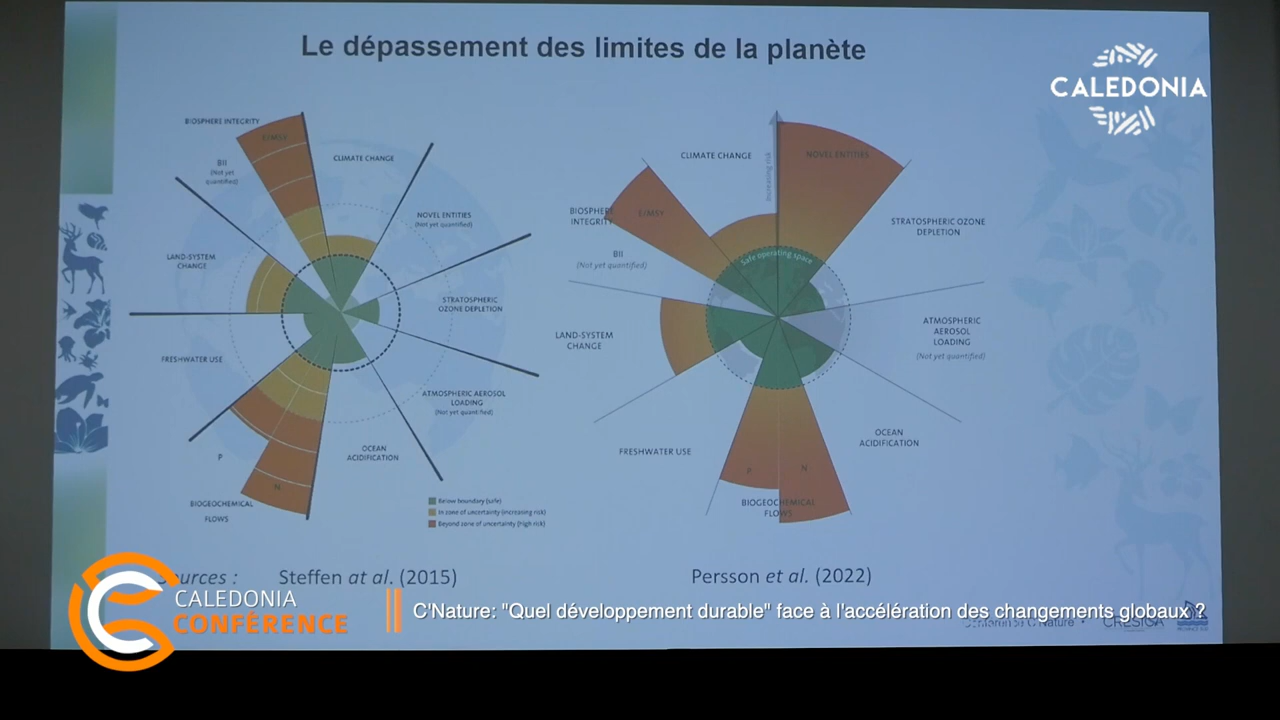 Le dépassement des limites de la planète
CALEDONIA
BIOSPHERE INTEGRITY
E/MSY
BII
(Not yet
quantified)
CLIMATE CHANGE
NOVEL ENTITIES
(Not yet quantified)
LAND-SYSTEM
CHANGE
STRATOSPHERIC
OZONE DEPLETION
FRESHWATER USE
ATMOSPHERIC AEROSOL
LOADING
(Not yet quantified)
P
N
OCEAN
ACIDIFICATION
BIOGEOCHEMICAL
FLOWS
Below boundary (safe)
In zone of uncertainty (increasing risk)
Beyond zone of uncertainty (high risk)
CLIMATE CHANGE
Increasing risk
NOVEL ENTITIES
BIOSPHERE
INTEGRITY
E/MSY
STRATOSPHERIC OZONE
DEPLETION
BII
(Not yet quantified)
Safe operating space
LAND-SYSTEM
CHANGE
ATMOSPHERIC
AEROSOL
LOADING
(Not yet quantified)
FRESHWATER USE
OCEAN
ACIDIFICATION
P
N
BIOGEOCHEMICAL
FLOWS
Sources : Steffen at al. (2015)
Persson et al. (2022)
CALEDONIA
CONFÉRENCE
C'Nature: "Quel développement durable" face à l'accélération des changements globaux ?
C'Nature • CRESICA